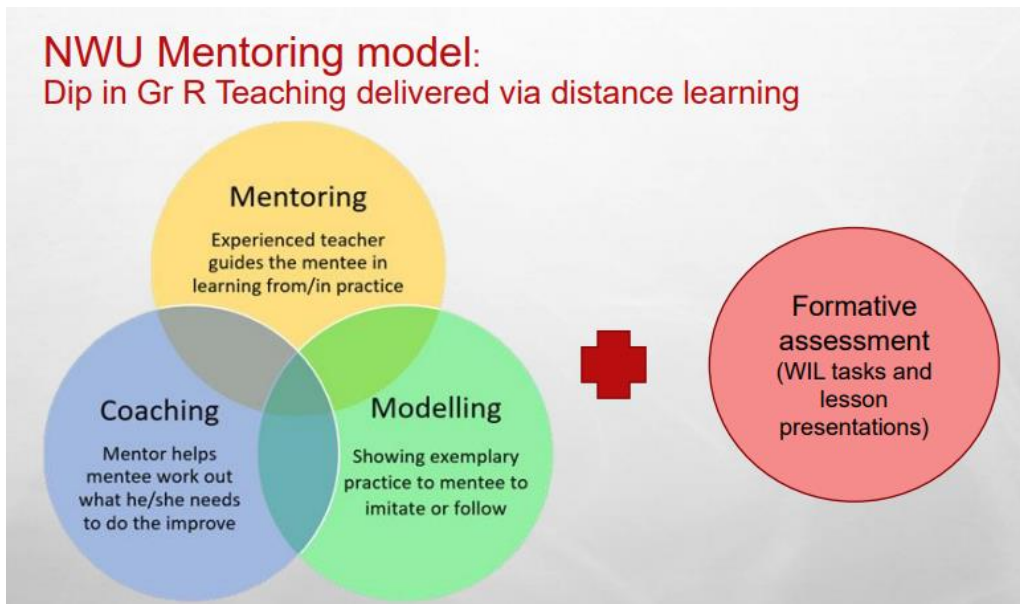 NWU Mentoring model:
Dip in Gr R Teaching delivered via distance learning
Mentoring
Experienced teacher
guides the mentee in
learning from/in practice
Coaching
Mentor helps
mentee work out
what he/she needs
to do the improve
Modelling
Showing exemplary
practice to mentee to
imitate or follow
Formative
assessment
(WIL tasks and
lesson
presentations)